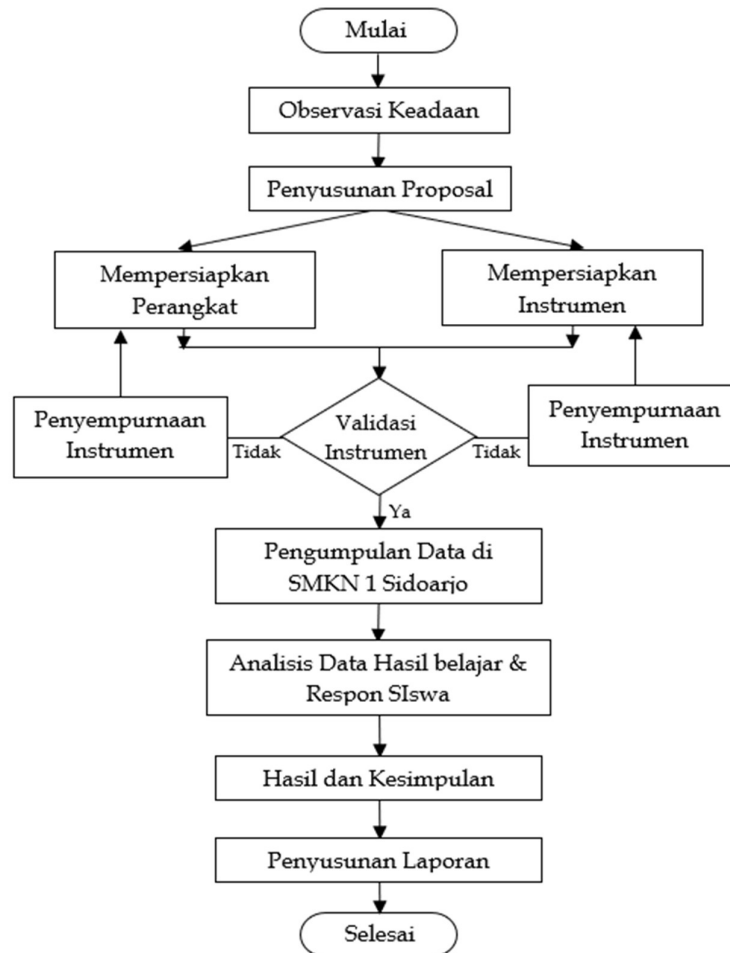 Mulai
Observasi Keadaan
Penyusunan Proposal
Mempersiapkan
Perangkat
Mempersiapkan
Instrumen
Penyempurnaan
Instrumen
Tidak
Validasi
Instrumen
Tidak
Penyempurnaan
Instrumen
Ya
Pengumpulan Data di
SMKN 1 Sidoarjo
Analisis Data Hasil belajar &
Respon SIswa
Hasil dan Kesimpulan
Penyusunan Laporan
Selesai